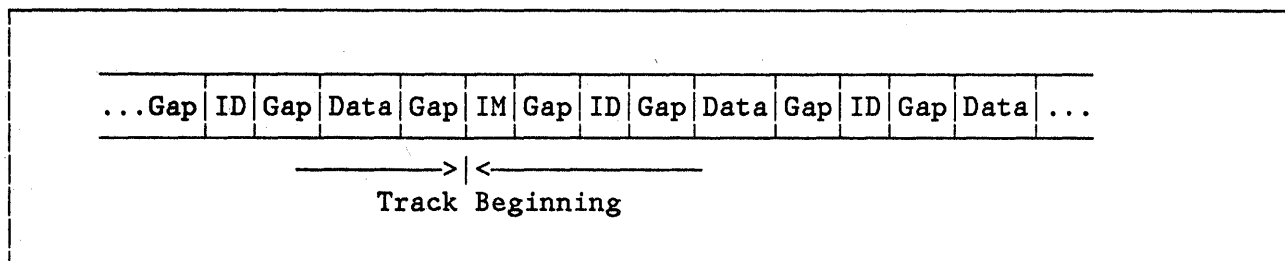 ...Gap|ID|Gap|Data|Gap|IM|Gap|ID|Gap|Data|Gap|ID|Gap|Data|...
>|<
Track Beginning